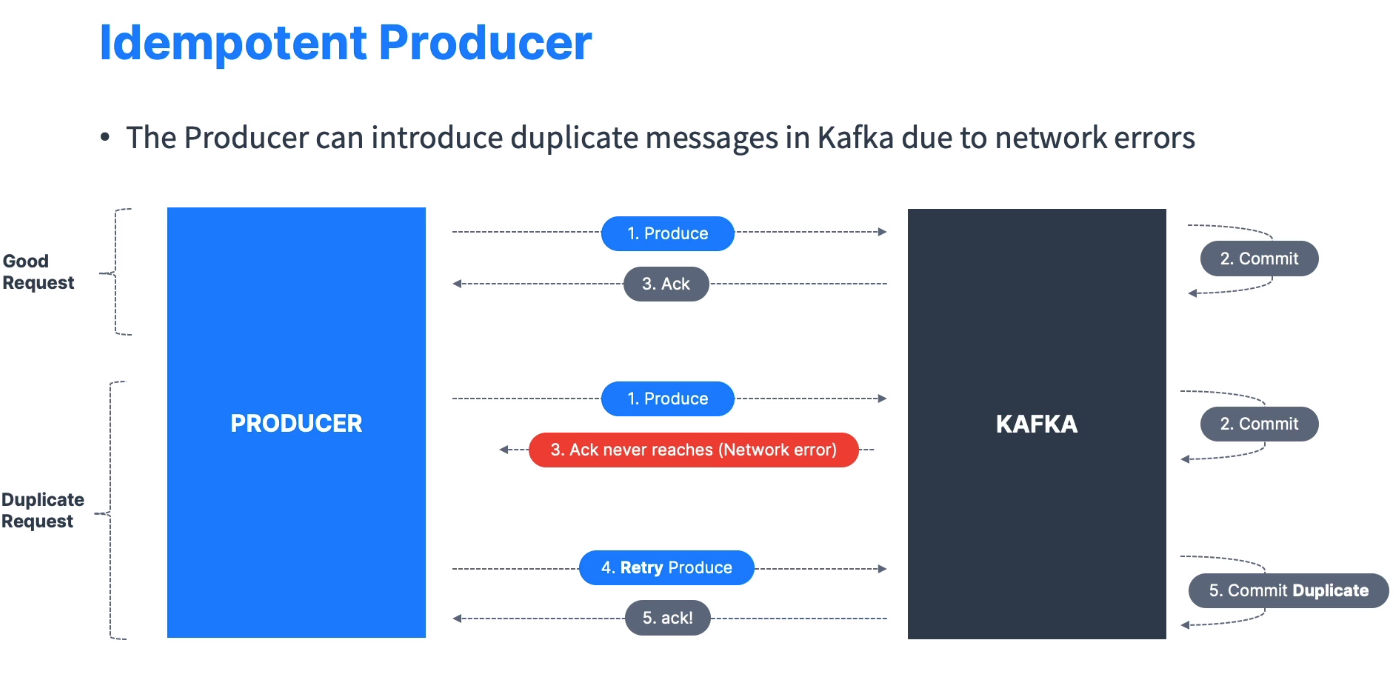 Idempotent Producer
• The Producer can introduce duplicate messages in Kafka due to network errors
Good
Request
PRODUCER
1. Produce
3. Ack
KAFKA
2. Commit
Duplicate
Request
1. Produce
3. Ack never reaches (Network error)
2. Commit
4. Retry Produce
5. ack!
5. Commit Duplicate